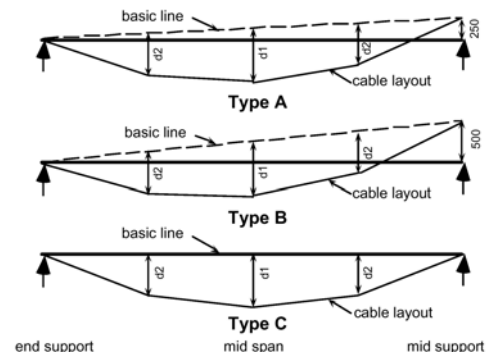 basic line
d2 d1 d2 250
cable layout
Type A
basic line
d2 d1 d2 500
cable layout
Type B
basic line
d2 d1 d2
cable layout
Type C
end support mid span mid support